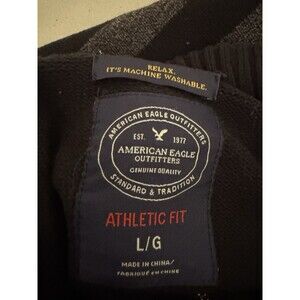 RELAX.
IT'S MACHINE WASHABLE.
AMERICAN EAGLE OUTFITTERS
EST. 1977
AMERICAN EAGLE
OUTFITTERS
GENUINE QUALITY
STANDARD & TRADITION
ATHLETIC FIT
L/G
MADE IN CHINA/
FABRIQUÉ EN CHINE